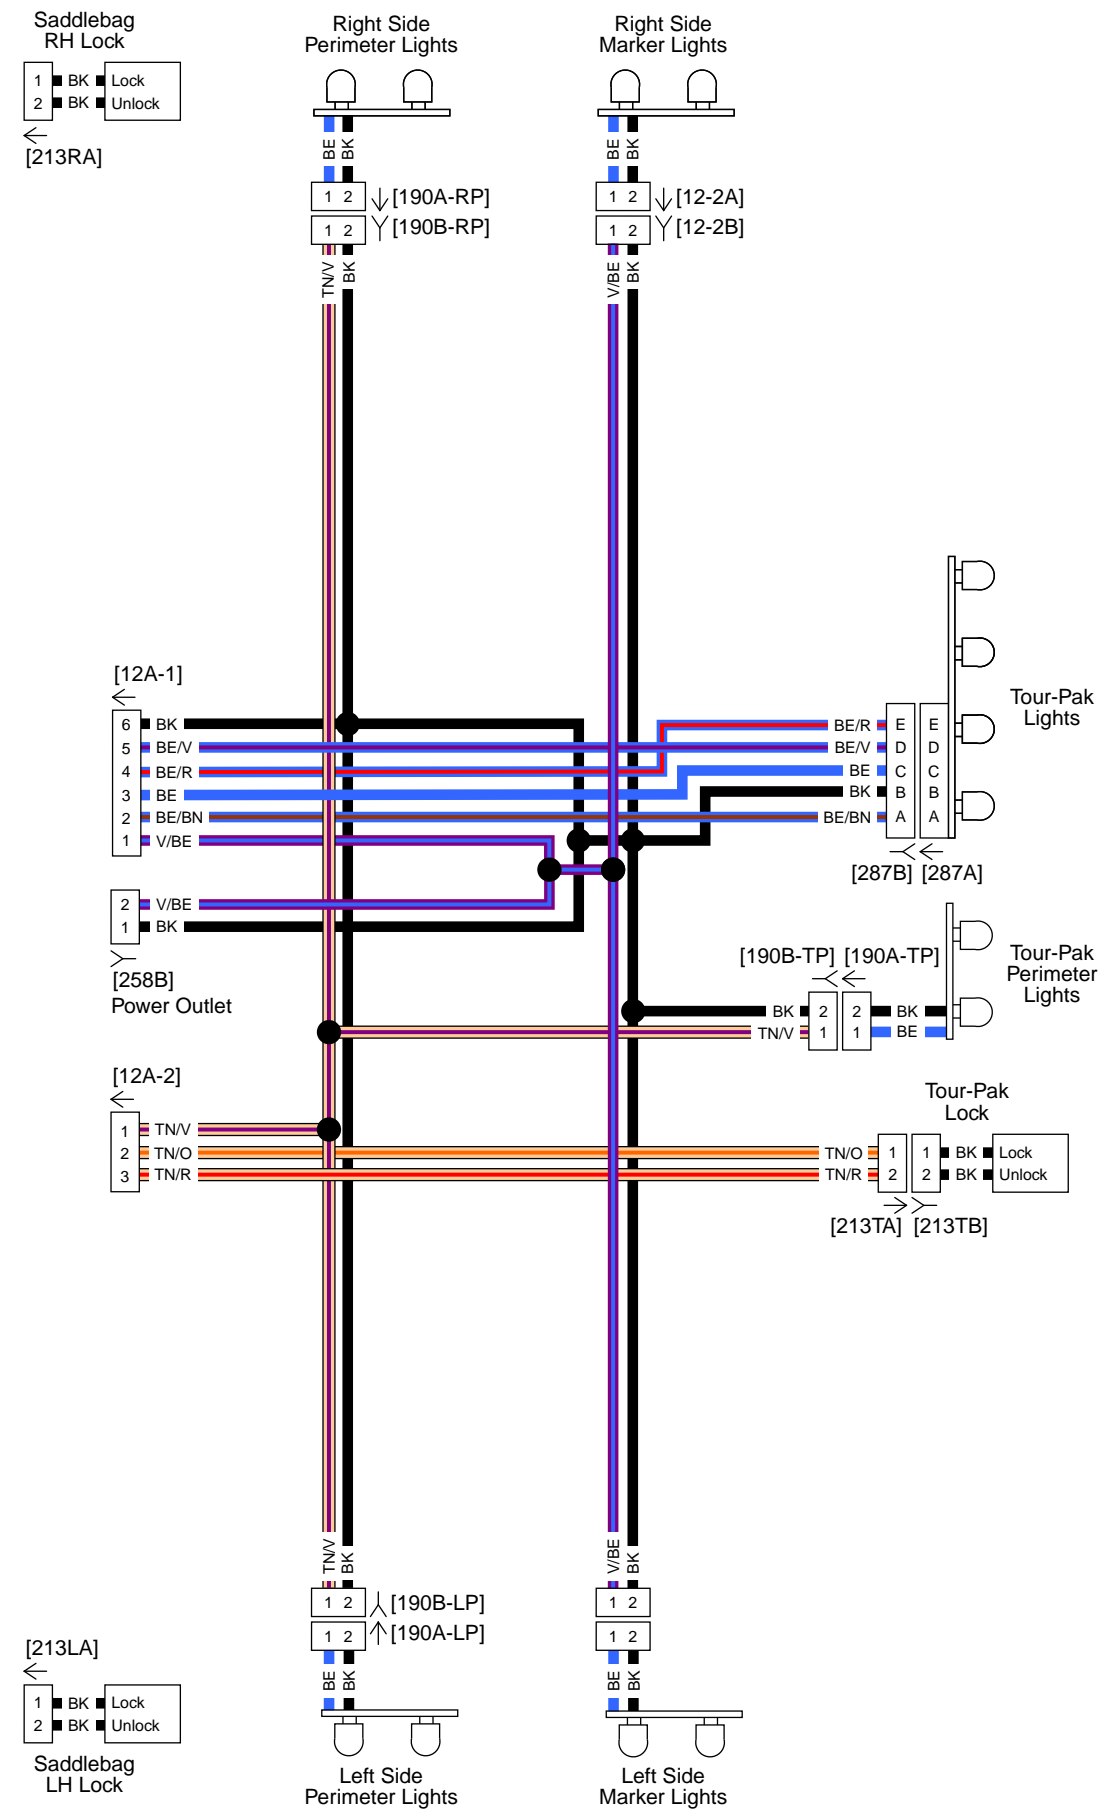 Saddlebag
RH Lock
1 BK Lock
2 BK Unlock
[213RA]
Right Side
Perimeter Lights
BE BK
1 2 [190A-RP]
1 2 [190B-RP]
TN/V BK
Right Side
Marker Lights
BE BK
1 2 [12-2A]
1 2 [12-2B]
V/BE BK
[12A-1]
6 BK
5 BE/V
4 BE/R
3 BE
2 BE/BN
1 V/BE
2 V/BE
1 BK
[258B]
Power Outlet
Tour-Pak
Lights
BE/R E E
BE/V D D
BE C C
BK B B
BE/BN A A
[287B] [287A]
[190B-TP] [190A-TP]
BK 2 2 BK
TN/V 1 1 BE
Tour-Pak
Perimeter
Lights
[12A-2]
1 TN/V
2 TN/O
3 TN/R
Tour-Pak
Lock
TN/O 1 1 BK Lock
TN/R 2 2 BK Unlock
[213TA] [213TB]
TN/V BK
1 2 [190B-LP]
1 2 [190A-LP]
BE BK
Left Side
Perimeter Lights
V/BE BK
1 2
1 2
BE BK
Left Side
Marker Lights
[213LA]
1 BK Lock
2 BK Unlock
Saddlebag
LH Lock